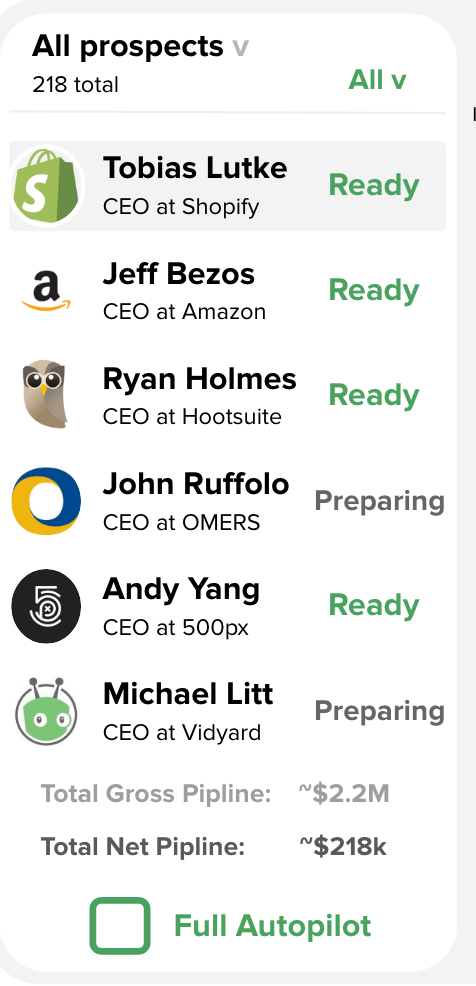 All prospects v
218 total
All v
Tobias Lutke
CEO at Shopify
Ready
Jeff Bezos
CEO at Amazon
Ready
Ryan Holmes
CEO at Hootsuite
Ready
John Ruffolo
CEO at OMERS
Preparing
Andy Yang
CEO at 500px
Ready
Michael Litt
CEO at Vidyard
Preparing
Total Gross Pipline: ~$2.2M
Total Net Pipline: ~$218k
Full Autopilot